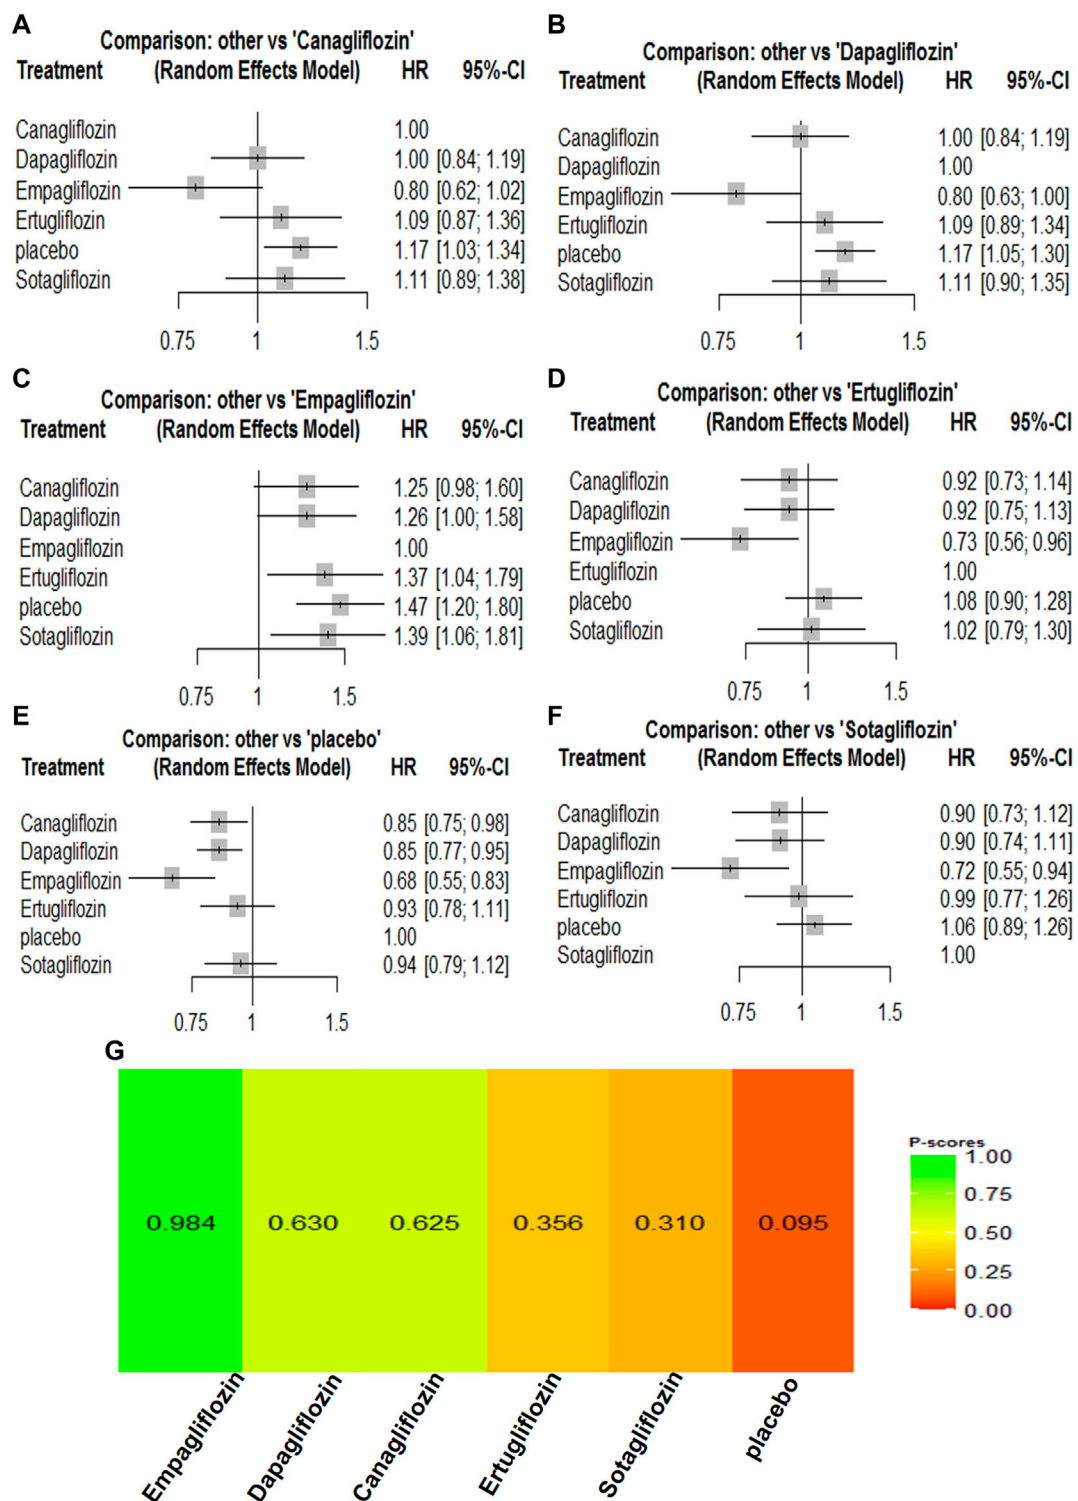 A
Comparison: other vs 'Canagliflozin'
Treatment (Random Effects Model) HR 95%-CI
Canagliflozin 1.00
Dapagliflozin 1.00 [0.84; 1.19]
Empagliflozin 0.80 [0.62; 1.02]
Ertugliflozin 1.09 [0.87; 1.36]
placebo 1.17 [1.03; 1.34]
Sotagliflozin 1.11 [0.89; 1.38]
0.75 1 1.5
B
Comparison: other vs 'Dapagliflozin'
Treatment (Random Effects Model) HR 95%-CI
Canagliflozin 1.00 [0.84; 1.19]
Dapagliflozin 1.00
Empagliflozin 0.80 [0.63; 1.00]
Ertugliflozin 1.09 [0.89; 1.34]
placebo 1.17 [1.05; 1.30]
Sotagliflozin 1.11 [0.90; 1.35]
0.75 1 1.5
C
Comparison: other vs 'Empagliflozin'
Treatment (Random Effects Model) HR 95%-CI
Canagliflozin 1.25 [0.98; 1.60]
Dapagliflozin 1.26 [1.00; 1.58]
Empagliflozin 1.00
Ertugliflozin 1.37 [1.04; 1.79]
placebo 1.47 [1.20; 1.80]
Sotagliflozin 1.39 [1.06; 1.81]
0.75 1 1.5
D
Comparison: other vs 'Ertugliflozin'
Treatment (Random Effects Model) HR 95%-CI
Canagliflozin 0.92 [0.73; 1.14]
Dapagliflozin 0.92 [0.75; 1.13]
Empagliflozin 0.73 [0.56; 0.96]
Ertugliflozin 1.00
placebo 1.08 [0.90; 1.28]
Sotagliflozin 1.02 [0.79; 1.30]
0.75 1 1.5
E
Comparison: other vs 'placebo'
Treatment (Random Effects Model) HR 95%-CI
Canagliflozin 0.85 [0.75; 0.98]
Dapagliflozin 0.85 [0.77; 0.95]
Empagliflozin 0.68 [0.55; 0.83]
Ertugliflozin 0.93 [0.78; 1.11]
placebo 1.00
Sotagliflozin 0.94 [0.79; 1.12]
0.75 1 1.5
F
Comparison: other vs 'Sotagliflozin'
Treatment (Random Effects Model) HR 95%-CI
Canagliflozin 0.90 [0.73; 1.12]
Dapagliflozin 0.90 [0.74; 1.11]
Empagliflozin 0.72 [0.55; 0.94]
Ertugliflozin 0.99 [0.77; 1.26]
placebo 1.06 [0.89; 1.26]
Sotagliflozin 1.00
0.75 1 1.5
G
0.984 0.630 0.625 0.356 0.310 0.095
Empagliflozin Dapagliflozin Canagliflozin Ertugliflozin Sotagliflozin placebo
P-scores
1.00
0.75
0.50
0.25
0.00